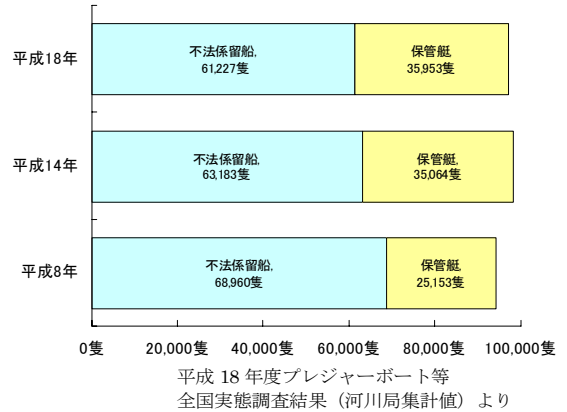 平成18年
不法係留船,
61,227隻
保管艇,
35,953隻
平成14年
不法係留船,
63,183隻
保管艇,
35,064隻
平成8年
不法係留船,
68,960隻
保管艇,
25,153隻
0隻 20,000隻 40,000隻 60,000隻 80,000隻 100,000隻
平成 18 年度プレジャーボート等
全国実態調査結果（河川局集計値）より